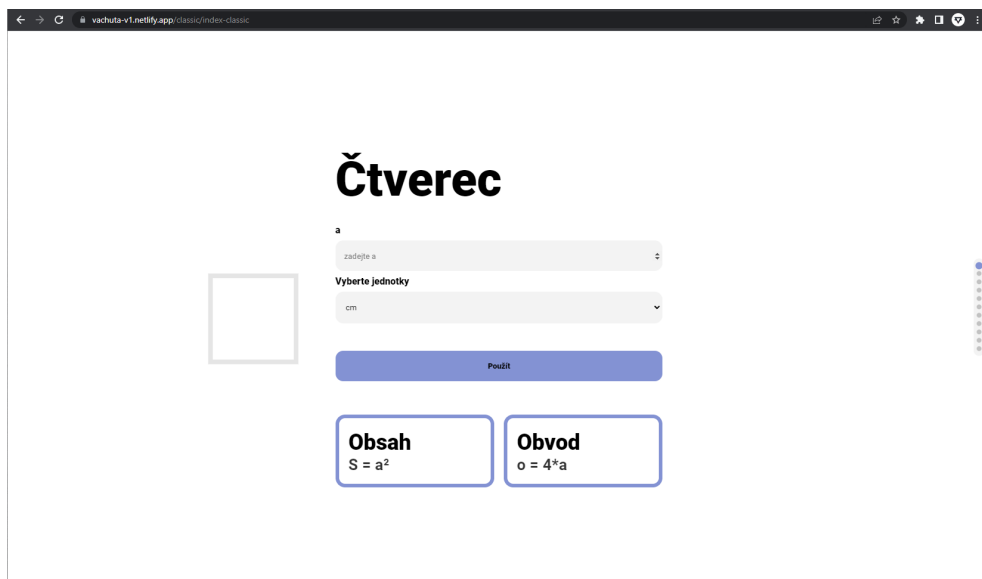 vachuta-v1.netlify.app/classic/index-classic
Čtverec
a
zadejte a
Vyberte jednotky
cm
Použít
Obsah
S = a²
Obvod
o = 4*a